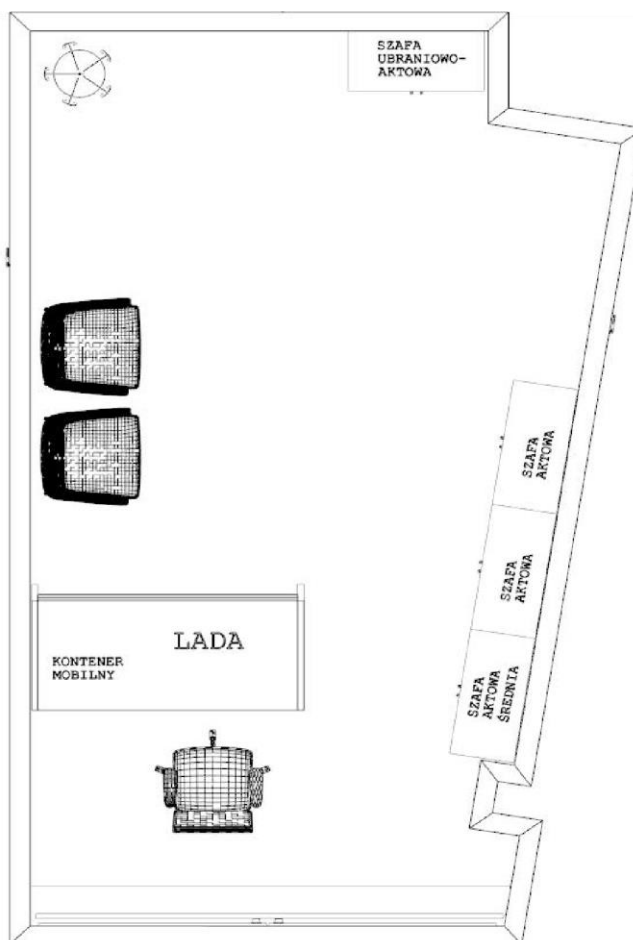 SZAFA
UBRANIOWO-
AKTOWA
SZAFA
AKTOWA
SZAFA
AKTOWA
SZAFA
AKTOWA
ŚREDNIA
LADA
KONTENER
MOBILNY